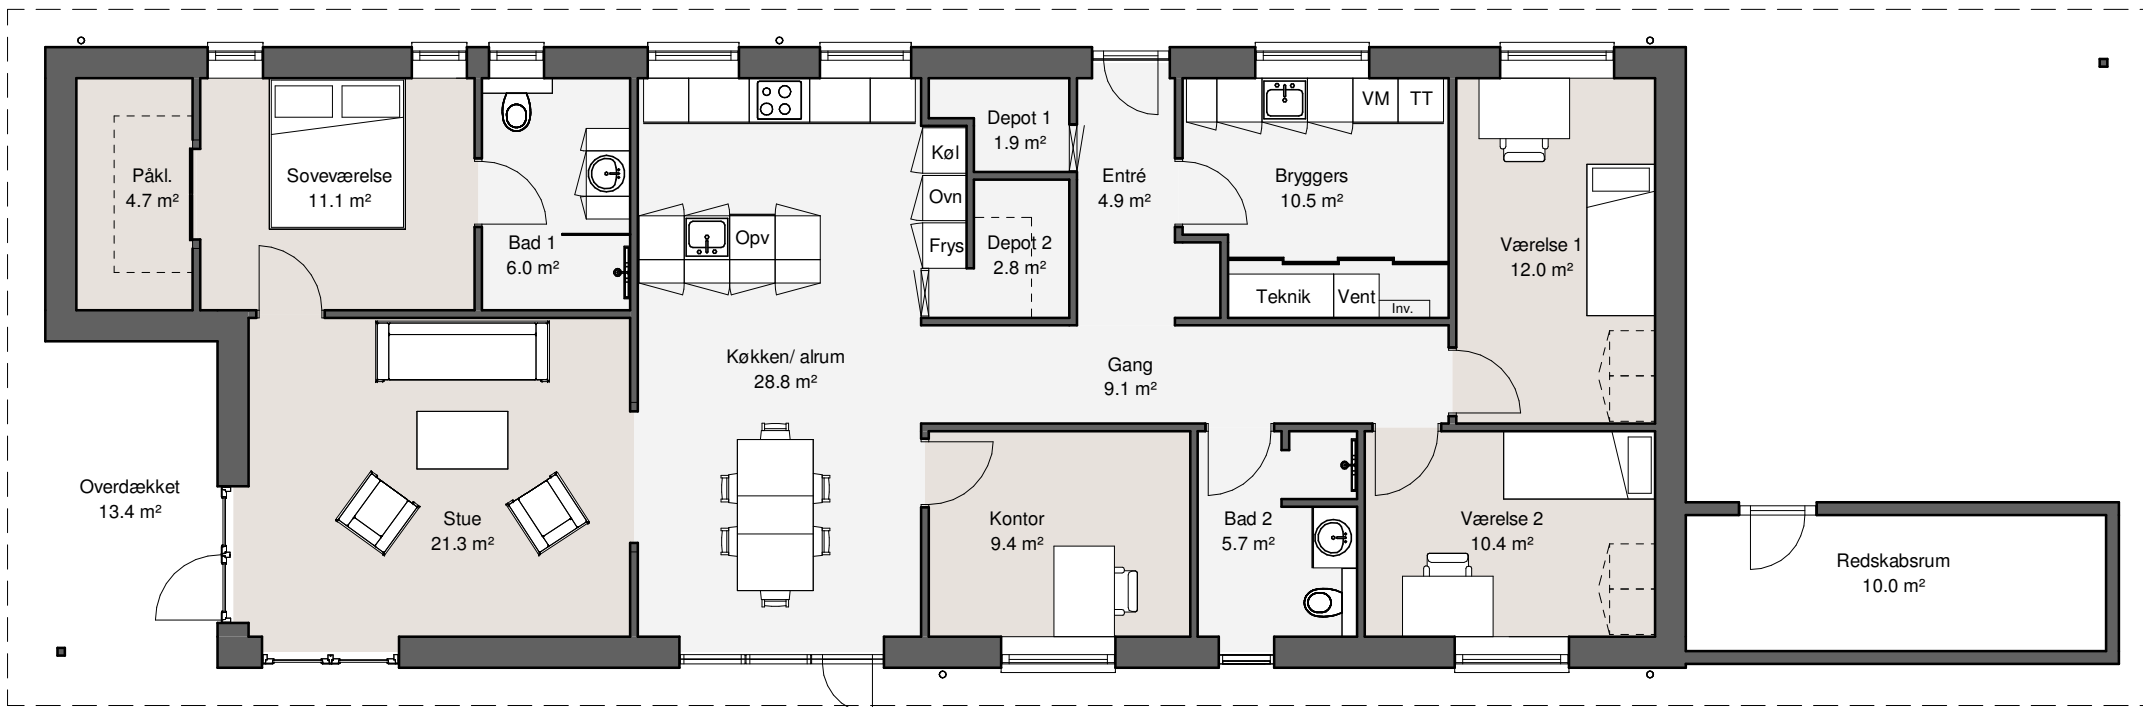 Påkl.
4.7 m²
Soveværelse
11.1 m²
Bad 1
6.0 m²
Opv
Køl
Ovn
Frys
Depot 1
1.9 m²
Depot 2
2.8 m²
Entré
4.9 m²
Bryggers
10.5 m²
VM
TT
Teknik
Vent
Inv.
Værelse 1
12.0 m²
Køkken/ alrum
28.8 m²
Gang
9.1 m²
Overdækket
13.4 m²
Stue
21.3 m²
Kontor
9.4 m²
Bad 2
5.7 m²
Værelse 2
10.4 m²
Redskabsrum
10.0 m²